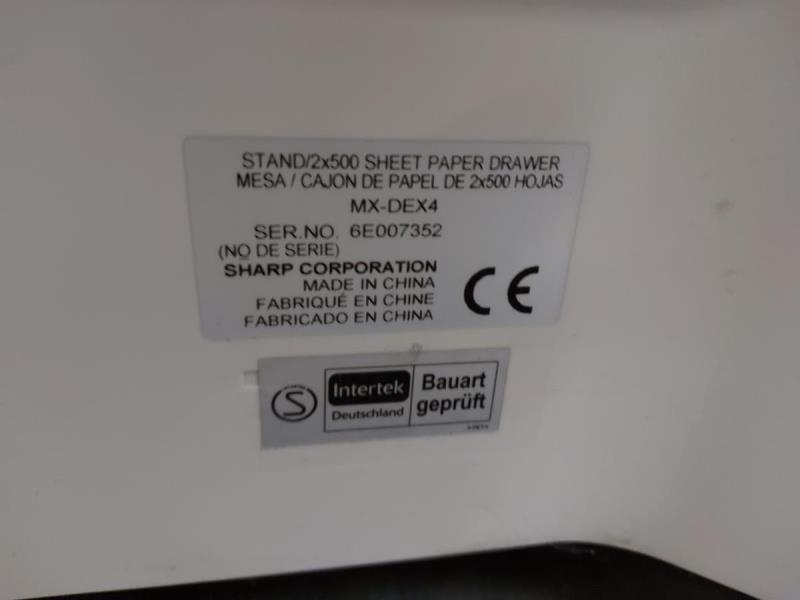 STAND/2x500 SHEET PAPER DRAWER
MESA / CAJON DE PAPEL DE 2x500 HOJAS
MX-DEX4
SER.NO. 6E007352
(NO DE SERIE)
SHARP CORPORATION
MADE IN CHINA
FABRIQUÉ EN CHINE
FABRICADO EN CHINA
CE
S
Intertek
Deutschland
Bauart
geprüft